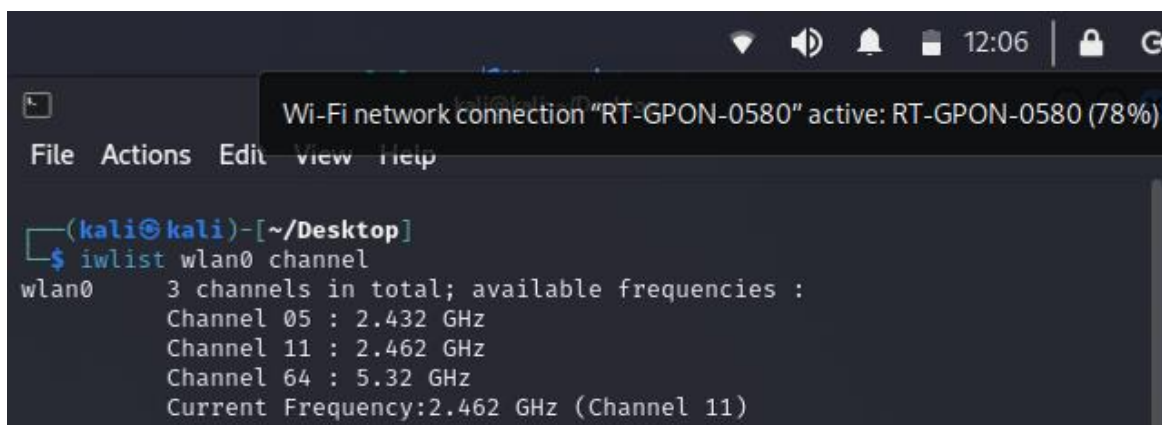 12:06
Wi-Fi network connection “RT-GPON-0580” active: RT-GPON-0580 (78%)
File Actions Edit View Help
┌──(kali㉿kali)-[~/Desktop]
└─$ iwlist wlan0 channel
wlan0 3 channels in total; available frequencies :
Channel 05 : 2.432 GHz
Channel 11 : 2.462 GHz
Channel 64 : 5.32 GHz
Current Frequency:2.462 GHz (Channel 11)